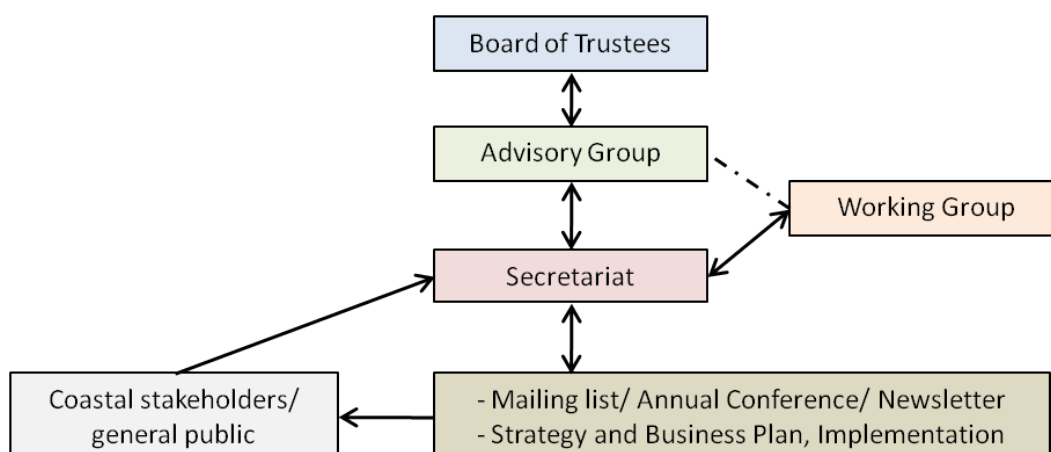 Board of Trustees
Advisory Group
Working Group
Secretariat
Coastal stakeholders/
general public
- Mailing list/ Annual Conference/ Newsletter
- Strategy and Business Plan, Implementation